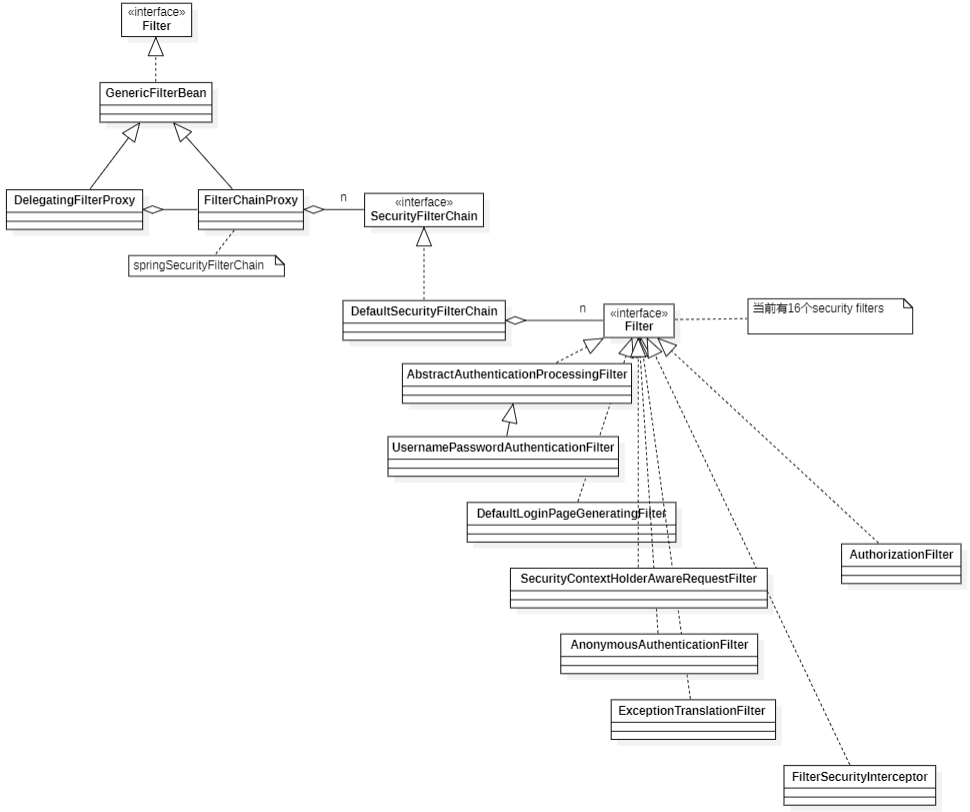 «interface»
Filter
GenericFilterBean
DelegatingFilterProxy
FilterChainProxy
n
«interface»
SecurityFilterChain
springSecurityFilterChain
DefaultSecurityFilterChain
n
«interface»
Filter
当前有16个security filters
AbstractAuthenticationProcessingFilter
UsernamePasswordAuthenticationFilter
DefaultLoginPageGeneratingFilter
AuthorizationFilter
SecurityContextHolderAwareRequestFilter
AnonymousAuthenticationFilter
ExceptionTranslationFilter
FilterSecurityInterceptor